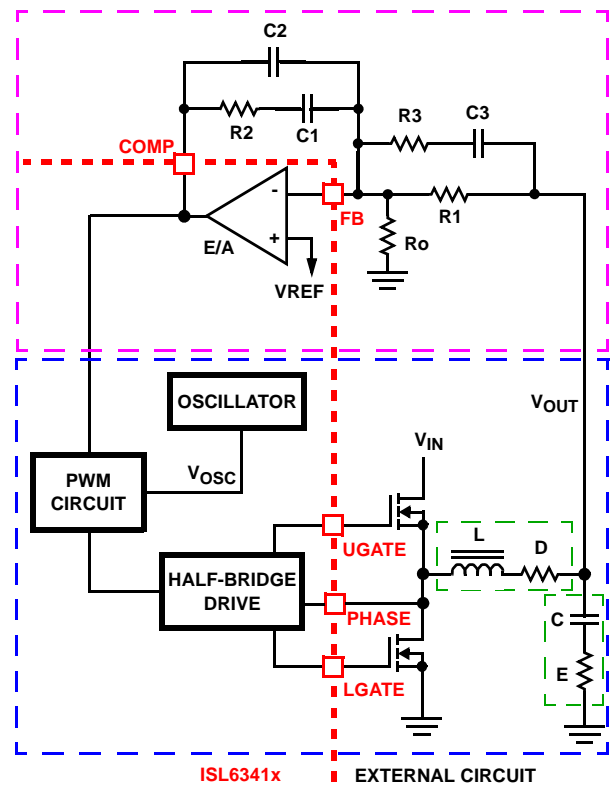 C2
R2
C1
R3
C3
COMP
-
+
E/A
FB
VREF
R1
Ro
OSCILLATOR
VOSC
PWM
CIRCUIT
HALF-BRIDGE
DRIVE
VIN
VOUT
UGATE
PHASE
LGATE
L
D
C
E
ISL6341x
EXTERNAL CIRCUIT